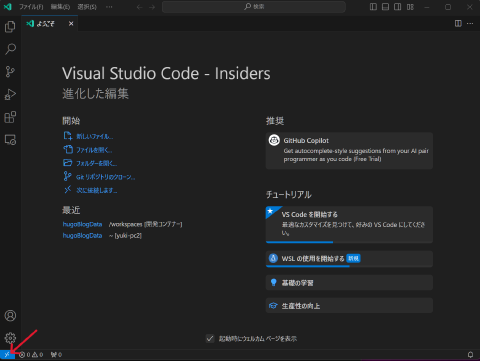 ファイル(F) 編集(E) 選択(S) ··· 検索
ようこそ
Visual Studio Code - Insiders
進化した編集
開始
新しいファイル...
ファイルを開く...
フォルダーを開く...
Git リポジトリのクローン...
次に接続します...
最近
hugoBlogData /workspaces [開発コンテナー]
hugoBlogData ~ [yuki-pc2]
推奨
GitHub Copilot
Get autocomplete-style suggestions from your AI pair
programmer as you code (Free Trial)
チュートリアル
VS Code を開始する
最適なカスタマイズを見つけて、好みの VS Code にしてくださ
い。
WSL の使用を開始する 新規
基礎の学習
生産性の向上
起動時にウェルカム ページを表示
0 0 0